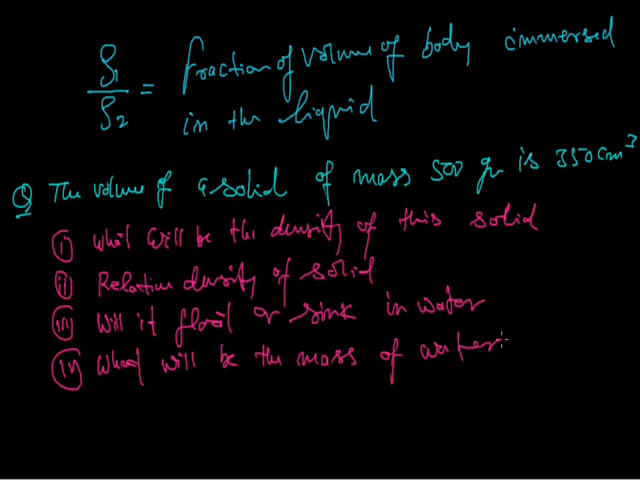 ρ1/ρ2 = fraction of volume of body immersed
in the liquid
Q The volume of a solid of mass 500 gm is 350 cm³
(i) What will be the density of this solid
(ii) Relative density of solid
(iii) Will it float or sink in water
(iv) What will be the mass of water